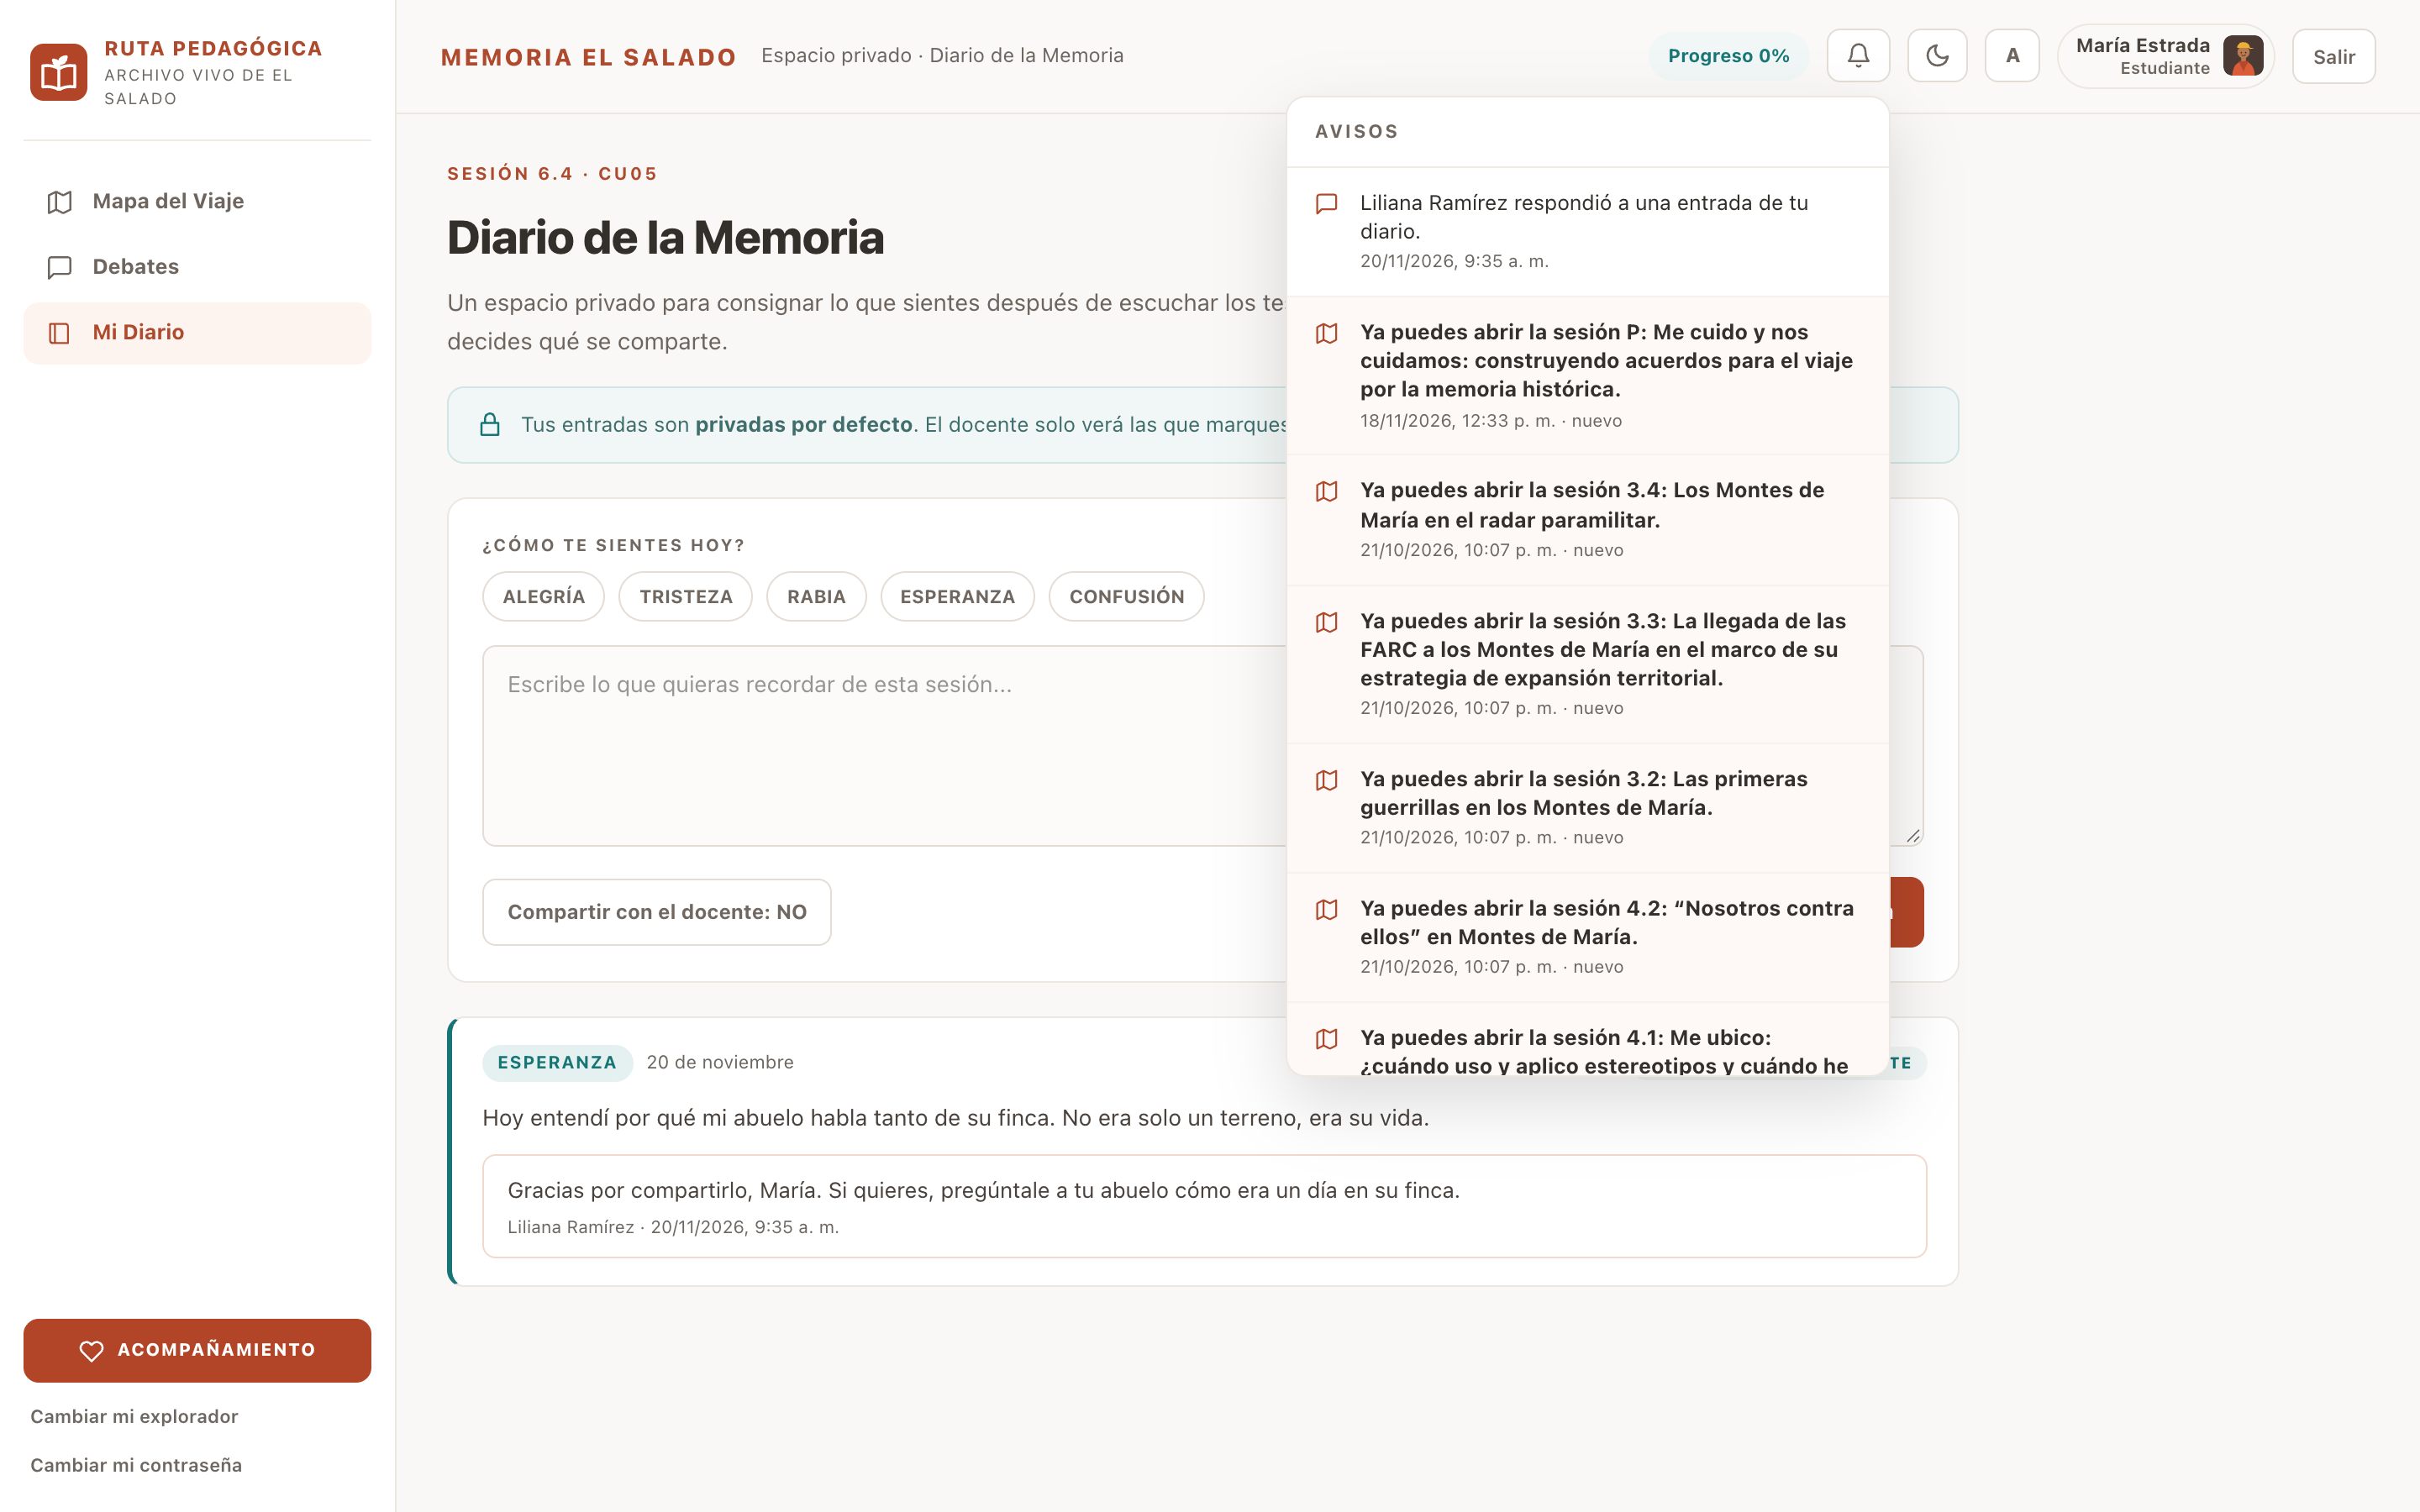 RUTA PEDAGÓGICA
ARCHIVO VIVO DE EL
SALADO
Mapa del Viaje
Debates
Mi Diario
ACOMPAÑAMIENTO
Cambiar mi explorador
Cambiar mi contraseña
MEMORIA EL SALADO
Espacio privado · Diario de la Memoria
Progreso 0%
A
María Estrada
Estudiante
Salir
SESIÓN 6.4 · CU05
Diario de la Memoria
Un espacio privado para consignar lo que sientes después de escuchar los
decides qué se comparte.
Tus entradas son privadas por defecto. El docente solo verá las que marques
¿CÓMO TE SIENTES HOY?
ALEGRÍA
TRISTEZA
RABIA
ESPERANZA
CONFUSIÓN
Escribe lo que quieras recordar de esta sesión...
Compartir con el docente: NO
ESPERANZA
20 de noviembre
Hoy entendí por qué mi abuelo habla tanto de su finca. No era solo un terreno, era su vida.
Gracias por compartirlo, María. Si quieres, pregúntale a tu abuelo cómo era un día en su finca.
Liliana Ramírez · 20/11/2026, 9:35 a. m.
AVISOS
Liliana Ramírez respondió a una entrada de tu
diario.
20/11/2026, 9:35 a. m.
Ya puedes abrir la sesión P: Me cuido y nos
cuidamos: construyendo acuerdos para el viaje
por la memoria histórica.
18/11/2026, 12:33 p. m. · nuevo
Ya puedes abrir la sesión 3.4: Los Montes de
María en el radar paramilitar.
21/10/2026, 10:07 p. m. · nuevo
Ya puedes abrir la sesión 3.3: La llegada de las
FARC a los Montes de María en el marco de su
estrategia de expansión territorial.
21/10/2026, 10:07 p. m. · nuevo
Ya puedes abrir la sesión 3.2: Las primeras
guerrillas en los Montes de María.
21/10/2026, 10:07 p. m. · nuevo
Ya puedes abrir la sesión 4.2: “Nosotros contra
ellos” en Montes de María.
21/10/2026, 10:07 p. m. · nuevo
Ya puedes abrir la sesión 4.1: Me ubico:
¿cuándo uso y aplico estereotipos y cuándo he